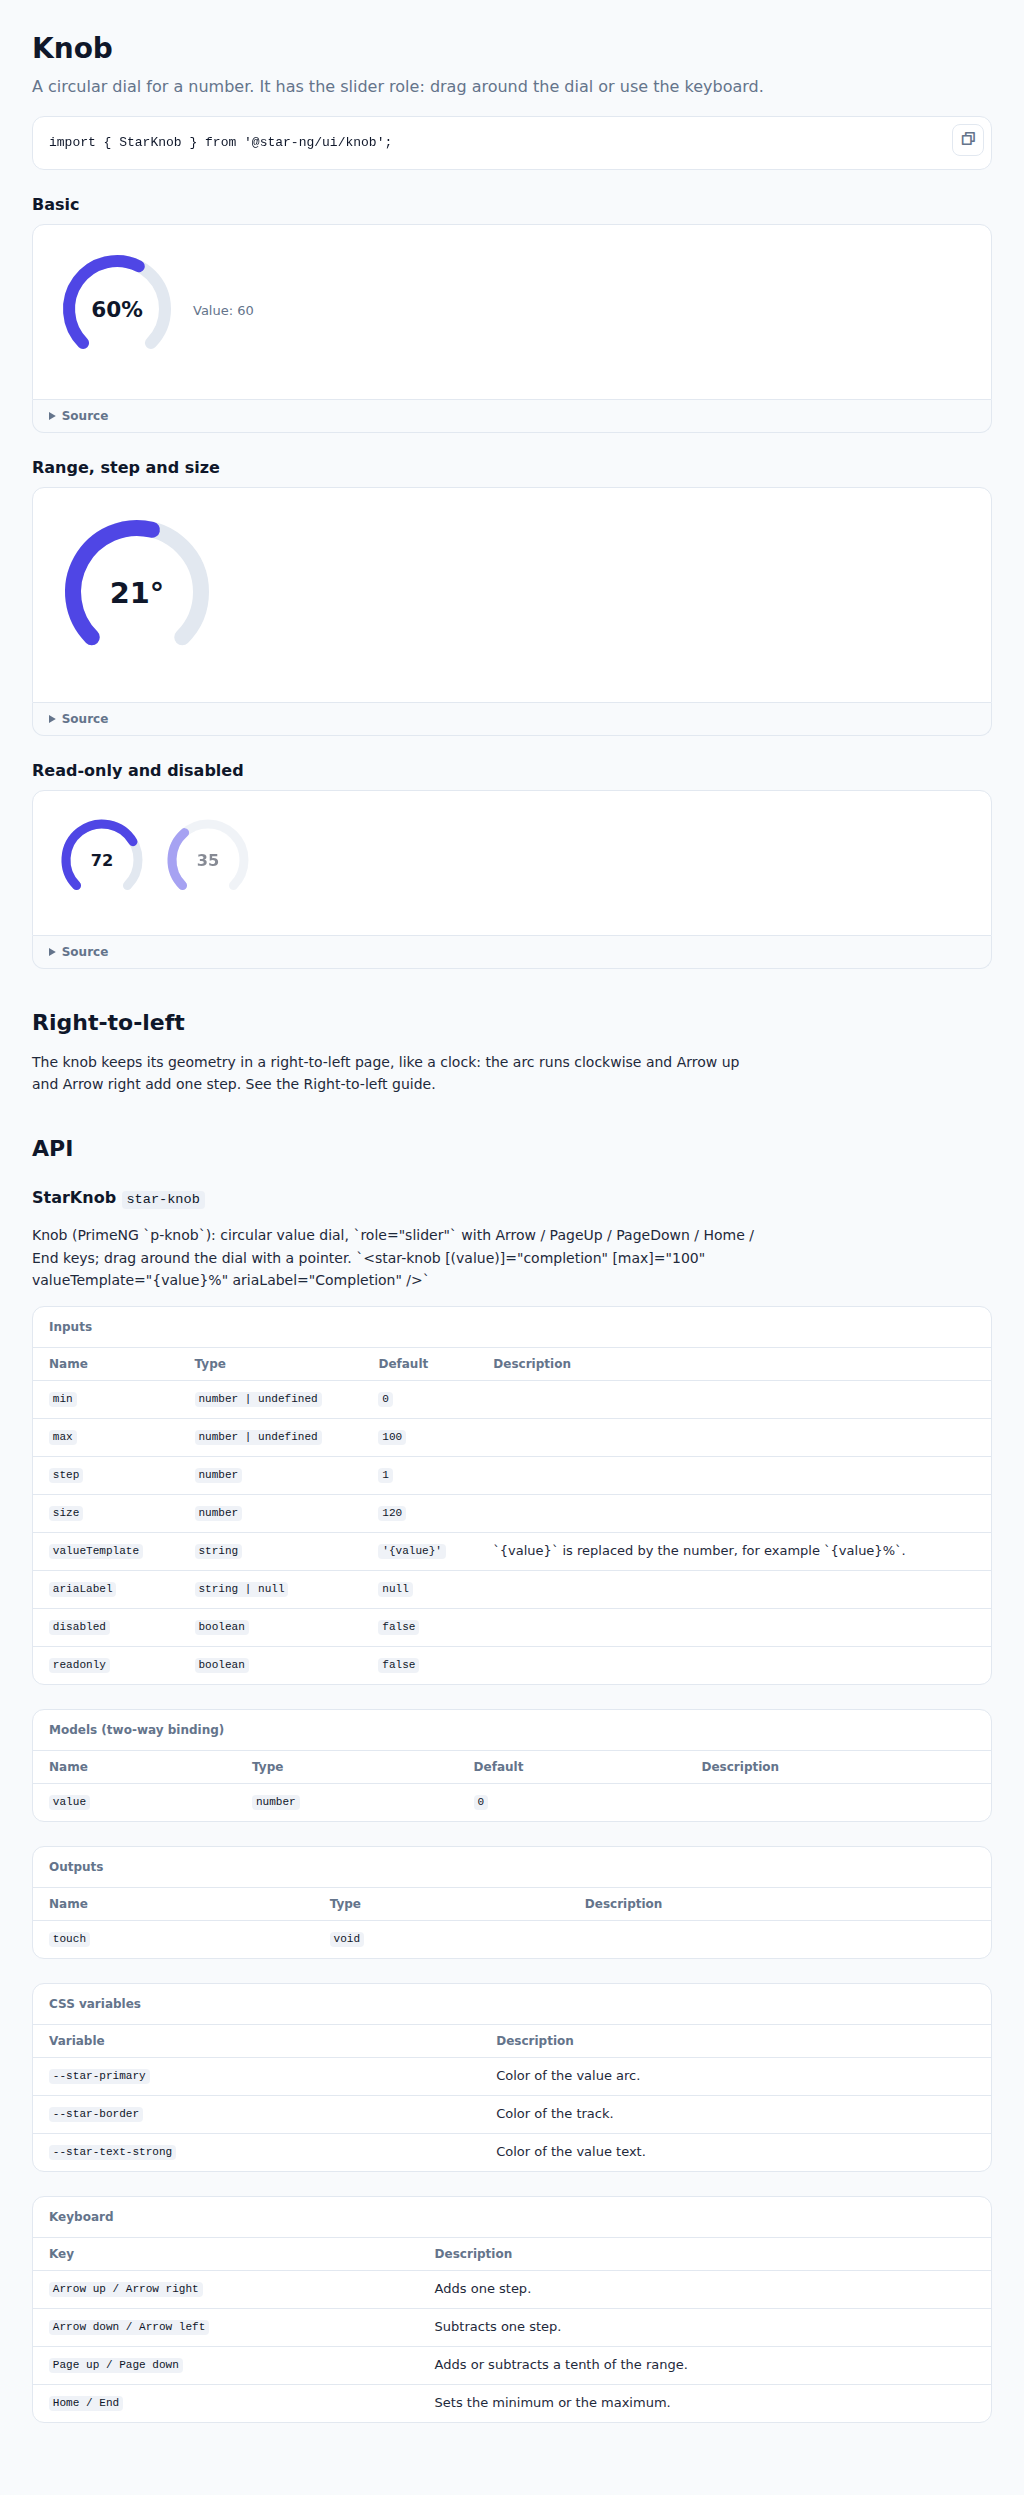 Knob
A circular dial for a number. It has the slider role: drag around the dial or use the keyboard.
import { StarKnob } from '@star-ng/ui/knob';
Basic
60%
Value: 60
Source
Range, step and size
21°
Source
Read-only and disabled
72
35
Source
Right-to-left
The knob keeps its geometry in a right-to-left page, like a clock: the arc runs clockwise and Arrow up
and Arrow right add one step. See the Right-to-left guide.
API
StarKnob star-knob
Knob (PrimeNG `p-knob`): circular value dial, `role="slider"` with Arrow / PageUp / PageDown / Home /
End keys; drag around the dial with a pointer. `<star-knob [(value)]="completion" [max]="100"
valueTemplate="{value}%" ariaLabel="Completion" />`
Inputs
Name Type Default Description
min number | undefined 0
max number | undefined 100
step number 1
size number 120
valueTemplate string '{value}' `{value}` is replaced by the number, for example `{value}%`.
ariaLabel string | null null
disabled boolean false
readonly boolean false
Models (two-way binding)
Name Type Default Description
value number 0
Outputs
Name Type Description
touch void
CSS variables
Variable Description
--star-primary Color of the value arc.
--star-border Color of the track.
--star-text-strong Color of the value text.
Keyboard
Key Description
Arrow up / Arrow right Adds one step.
Arrow down / Arrow left Subtracts one step.
Page up / Page down Adds or subtracts a tenth of the range.
Home / End Sets the minimum or the maximum.